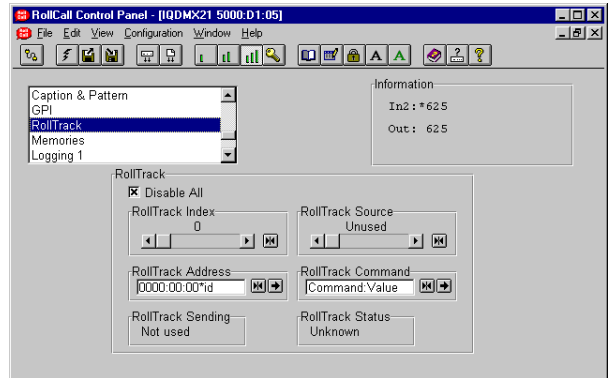 RollCall Control Panel - [IQDMX21 5000:D1:05]
File Edit View Configuration Window Help
A A ?  ?
Caption & Pattern
GPI
RollTrack
Memories
Logging 1
Information
In2:*625
Out: 625
RollTrack
Disable All
RollTrack Index
0
RollTrack Source
Unused
RollTrack Address
0000:00:00*id
RollTrack Command
Command:Value
RollTrack Sending
Not used
RollTrack Status
Unknown